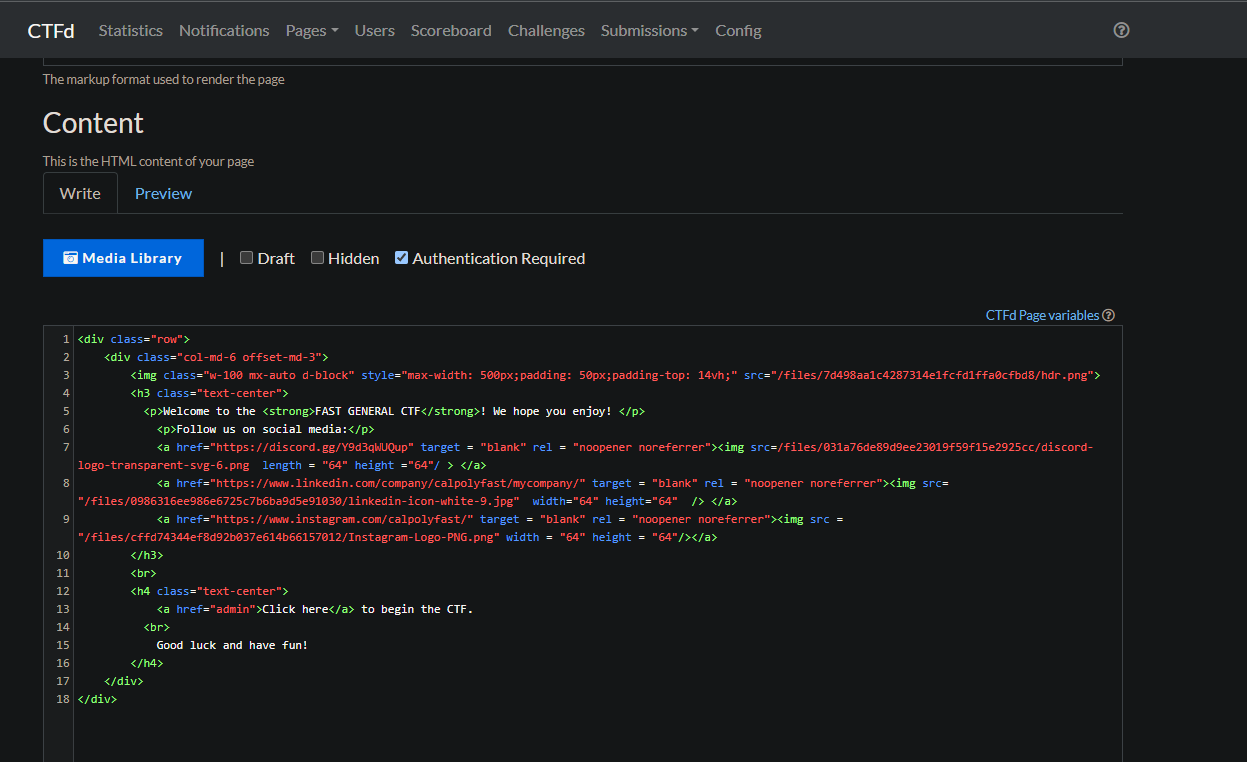 CTFd Statistics Notifications Pages Users Scoreboard Challenges Submissions Config
The markup format used to render the page
Content
This is the HTML content of your page
Write Preview
Media Library | Draft Hidden Authentication Required
CTFd Page variables
1 <div class="row">
2 <div class="col-md-6 offset-md-3">
3 <img class="w-100 mx-auto d-block" style="max-width: 500px;padding: 50px;padding-top: 14vh;" src="/files/7d498aa1c4287314e1fcfd1ffa0cfbd8/hdr.png">
4 <h3 class="text-center">
5 <p>Welcome to the <strong>FAST GENERAL CTF</strong>! We hope you enjoy! </p>
6 <p>Follow us on social media:</p>
7 <a href="https://discord.gg/Y9d3qWUQup" target = "blank" rel = "noopener noreferrer"><img src=/files/031a76de89d9ee23019f59f15e2925cc/discord-
logo-transparent-svg-6.png length = "64" height ="64"/ > </a>
8 <a href="https://www.linkedin.com/company/calpolyfast/mycompany/" target = "blank" rel = "noopener noreferrer"><img src=
"/files/0986316ee986e6725c7b6ba9d5e91030/linkedin-icon-white-9.jpg" width="64" height="64" /> </a>
9 <a href="https://www.instagram.com/calpolyfast/" target = "blank" rel = "noopener noreferrer"><img src =
"/files/cffd74344ef8d92b037e614b66157012/Instagram-Logo-PNG.png" width = "64" height = "64"/></a>
10 </h3>
11 <br>
12 <h4 class="text-center">
13 <a href="admin">Click here</a> to begin the CTF.
14 <br>
15 Good luck and have fun!
16 </h4>
17 </div>
18 </div>